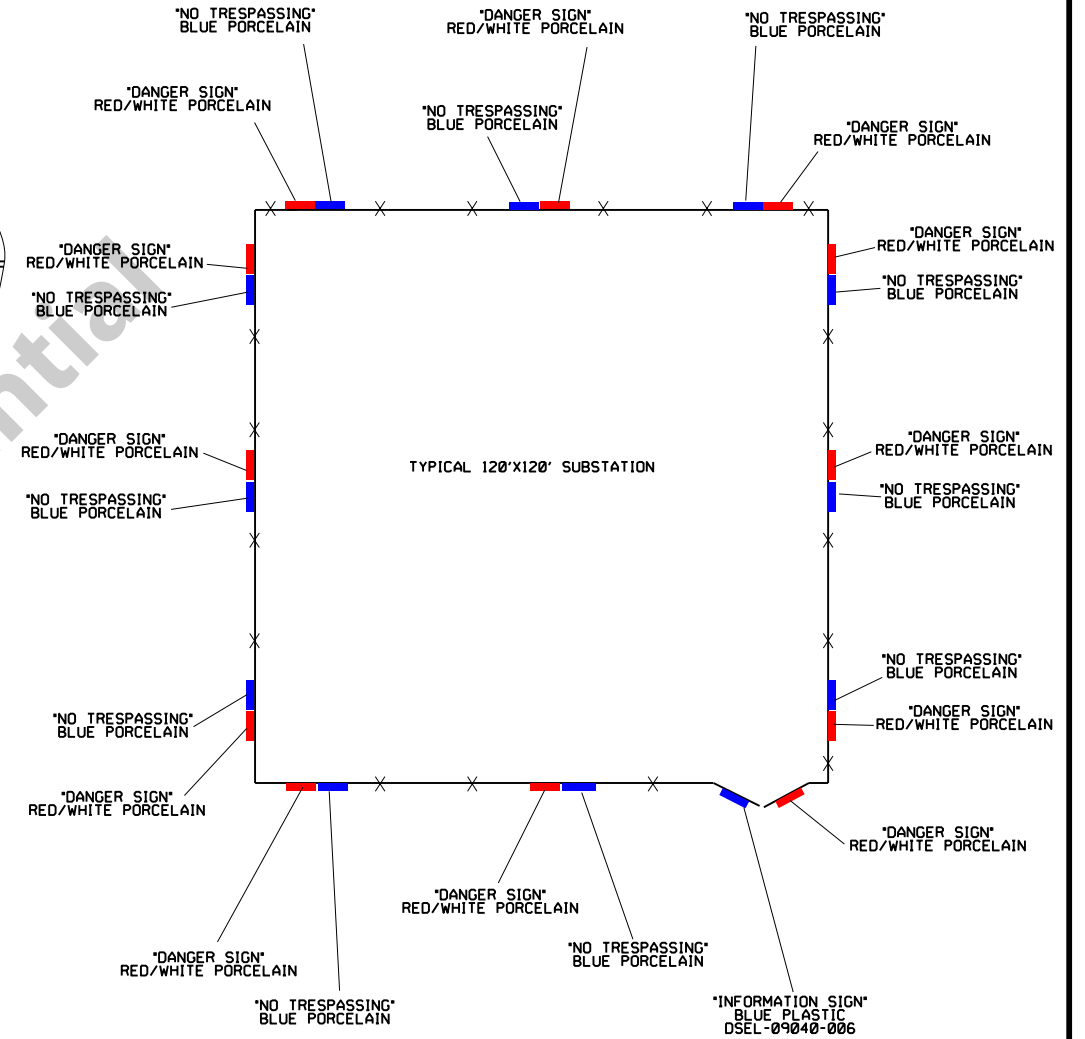 "NO TRESPASSING"
BLUE PORCELAIN
"DANGER SIGN"
RED/WHITE PORCELAIN
"NO TRESPASSING"
BLUE PORCELAIN
"DANGER SIGN"
RED/WHITE PORCELAIN
"NO TRESPASSING"
BLUE PORCELAIN
"DANGER SIGN"
RED/WHITE PORCELAIN
"DANGER SIGN"
RED/WHITE PORCELAIN
"NO TRESPASSING"
BLUE PORCELAIN
"DANGER SIGN"
RED/WHITE PORCELAIN
"NO TRESPASSING"
BLUE PORCELAIN
ntial
"DANGER SIGN"
RED/WHITE PORCELAIN
"NO TRESPASSING"
BLUE PORCELAIN
TYPICAL 120'X120' SUBSTATION
"DANGER SIGN"
RED/WHITE PORCELAIN
"NO TRESPASSING"
BLUE PORCELAIN
"NO TRESPASSING"
BLUE PORCELAIN
"DANGER SIGN"
RED/WHITE PORCELAIN
"NO TRESPASSING"
BLUE PORCELAIN
"DANGER SIGN"
RED/WHITE PORCELAIN
"DANGER SIGN"
RED/WHITE PORCELAIN
"DANGER SIGN"
RED/WHITE PORCELAIN
"NO TRESPASSING"
BLUE PORCELAIN
"DANGER SIGN"
RED/WHITE PORCELAIN
"NO TRESPASSING"
BLUE PORCELAIN
"INFORMATION SIGN"
BLUE PLASTIC
DSEL-09040-006